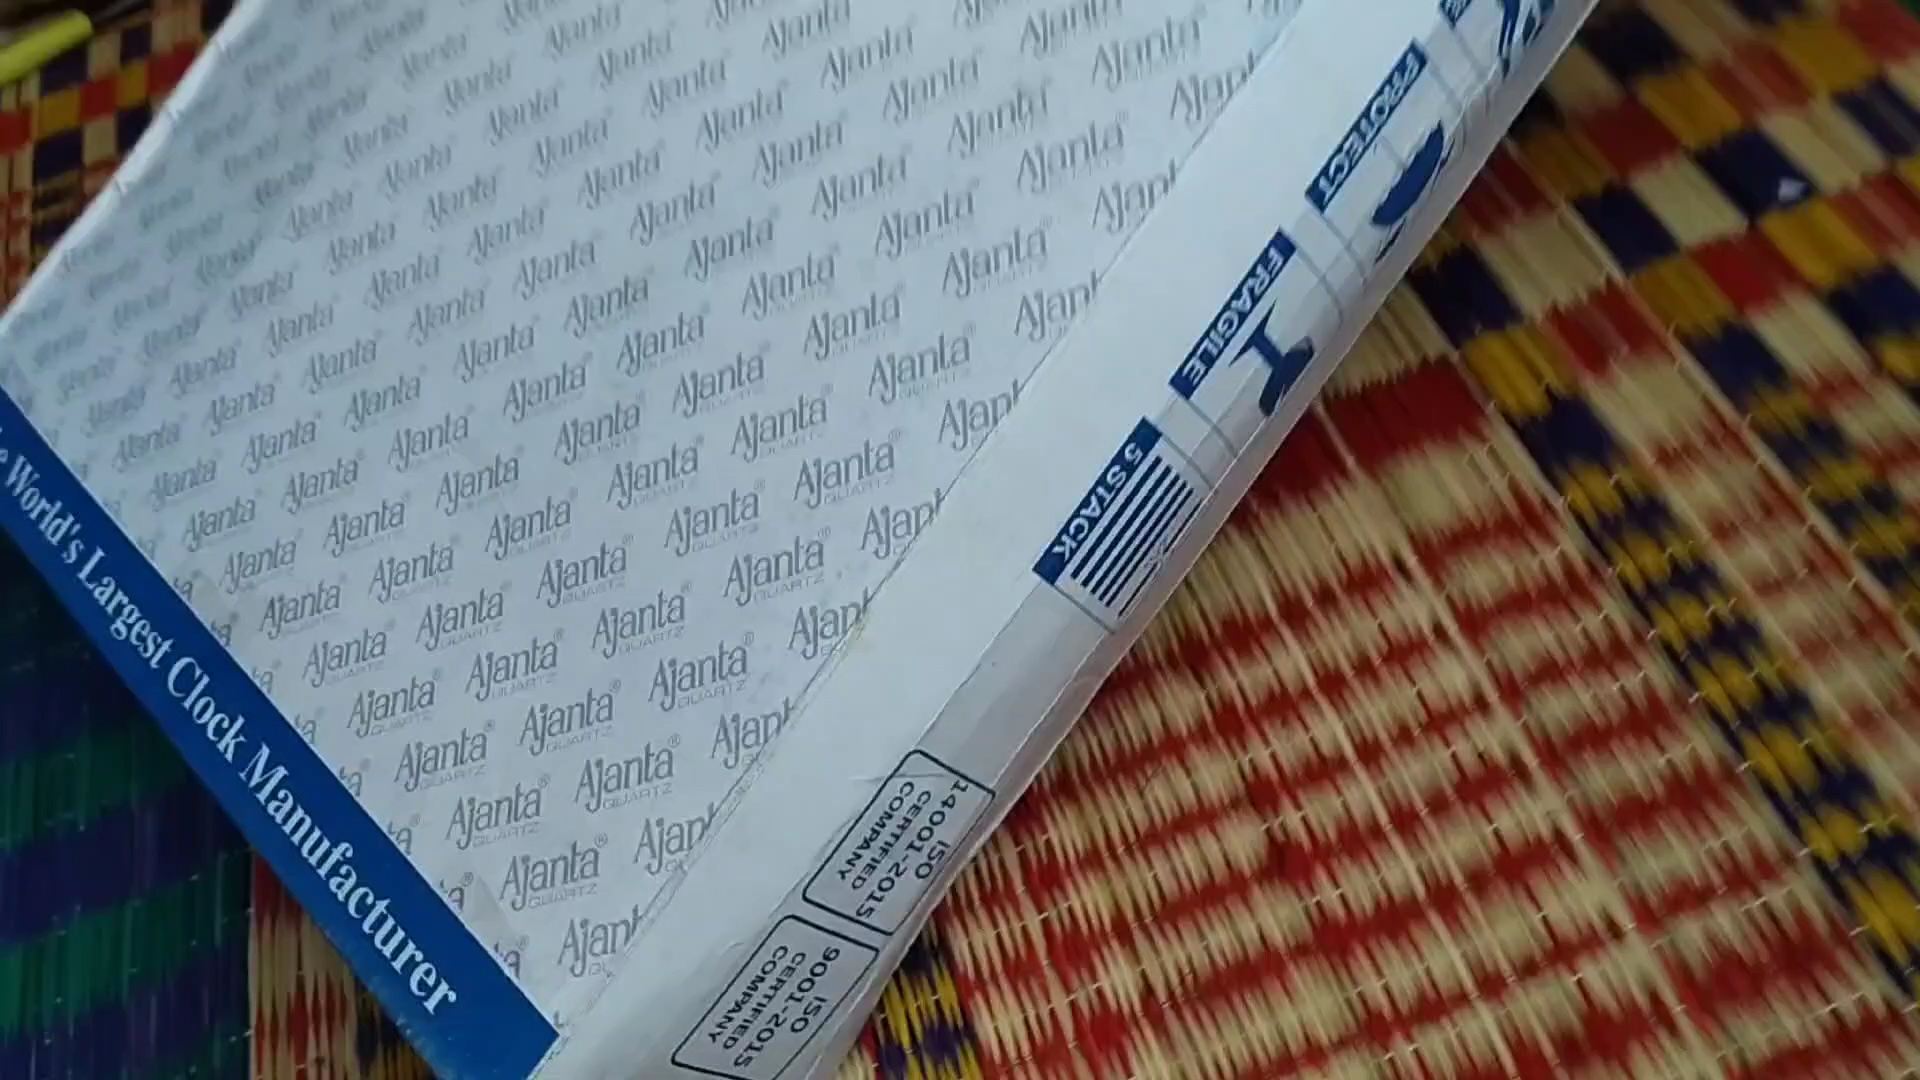 Ajanta
QUARTZ
World's Largest Clock Manufacturer
PROTECT
FRAGILE
5 STACK
ISO
14001-2015
CERTIFIED
COMPANY
ISO
9001-2015
CERTIFIED
COMPANY